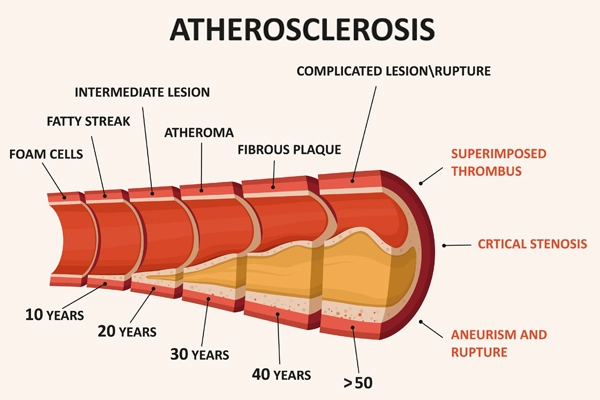 ATHEROSCLEROSIS
COMPLICATED LESION\RUPTURE
INTERMEDIATE LESION
FATTY STREAK
ATHEROMA
FIBROUS PLAQUE
FOAM CELLS
SUPERIMPOSED
THROMBUS
CRTICAL STENOSIS
ANEURISM AND
RUPTURE
10 YEARS
20 YEARS
30 YEARS
40 YEARS
>50